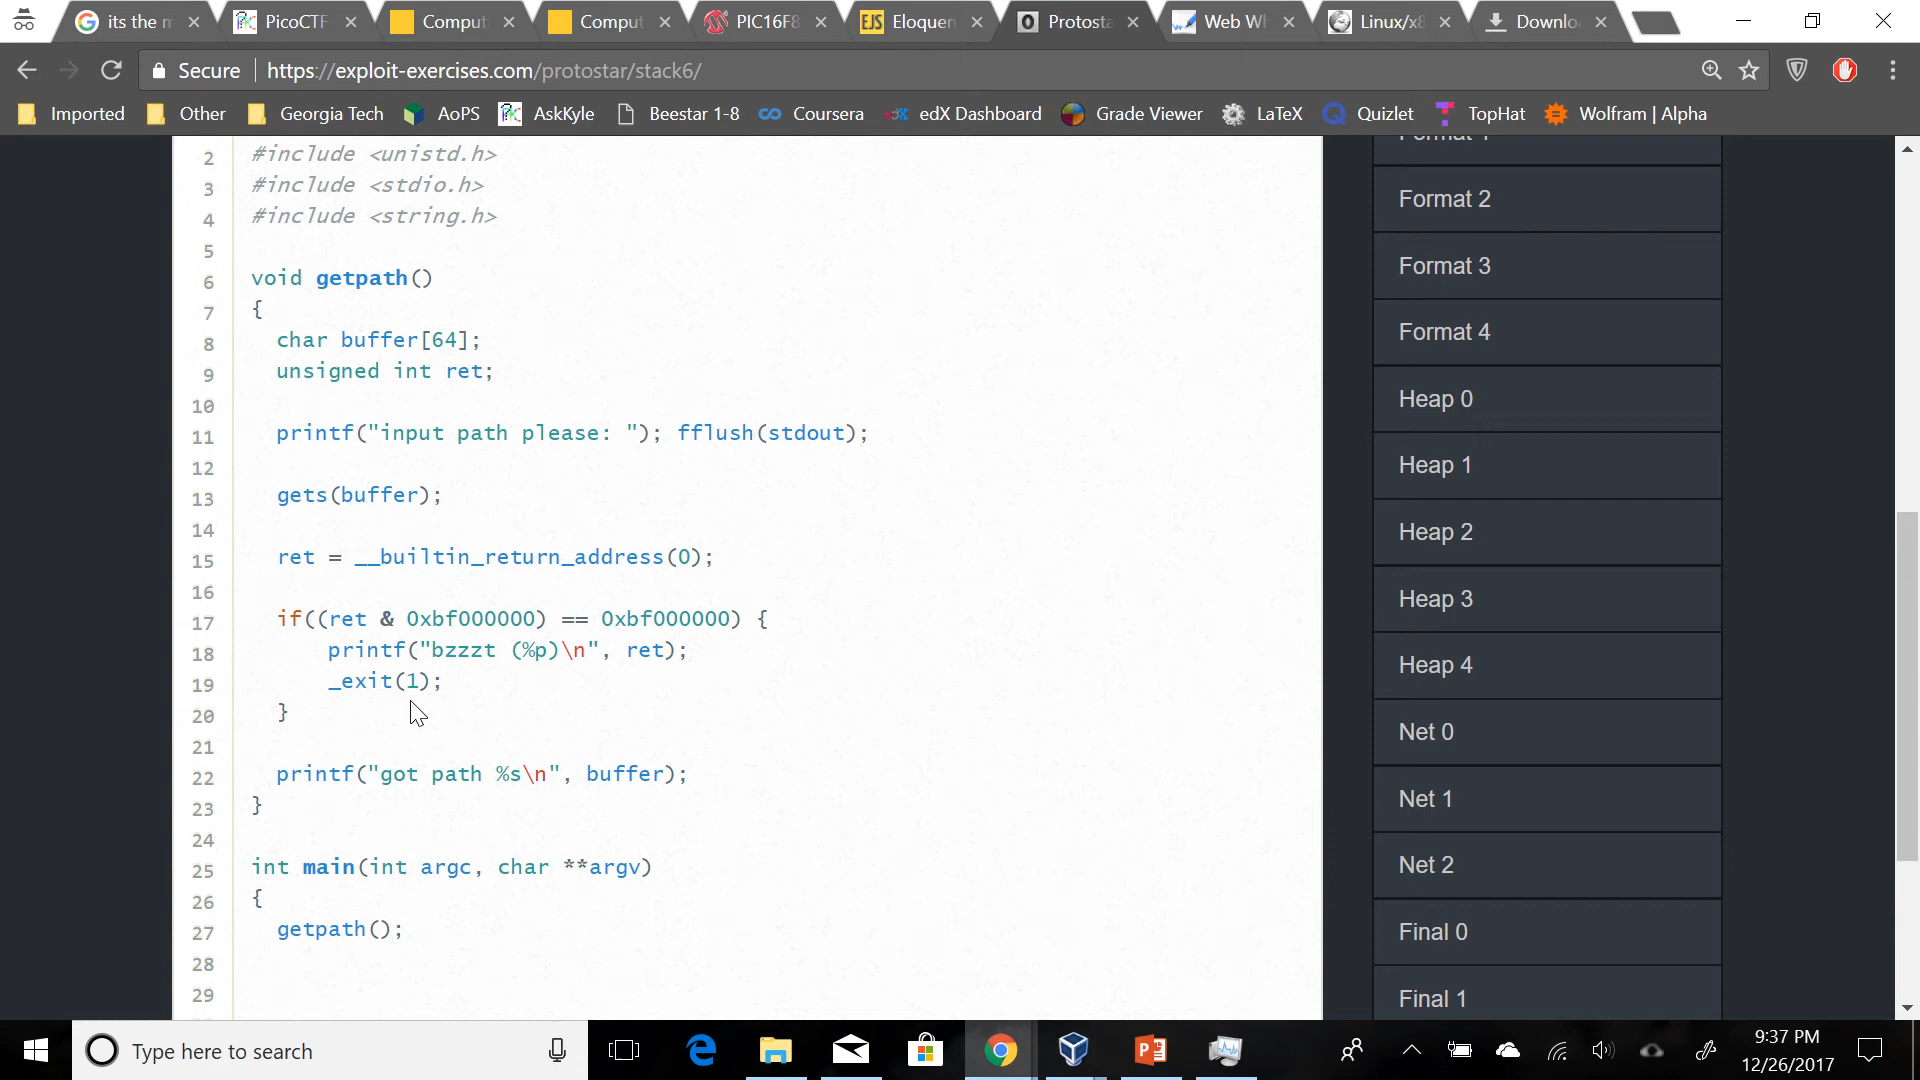 its the m
PicoCTF
Comput
Comput
PIC16F8
EJS Eloquen
Protosta
Web Wh
Linux/x8
Downlo
Secure https://exploit-exercises.com/protostar/stack6/
Imported Other Georgia Tech AoPS AskKyle Beestar 1-8 Coursera edX Dashboard Grade Viewer LaTeX Quizlet TopHat Wolfram | Alpha
2 #include <unistd.h>
3 #include <stdio.h>
4 #include <string.h>
5
6 void getpath()
7 {
8 char buffer[64];
9 unsigned int ret;
10
11 printf("input path please: "); fflush(stdout);
12
13 gets(buffer);
14
15 ret = __builtin_return_address(0);
16
17 if((ret & 0xbf000000) == 0xbf000000) {
18 printf("bzzzt (%p)\n", ret);
19 _exit(1);
20 }
21
22 printf("got path %s\n", buffer);
23 }
24
25 int main(int argc, char **argv)
26 {
27 getpath();
28
29
Format 2
Format 3
Format 4
Heap 0
Heap 1
Heap 2
Heap 3
Heap 4
Net 0
Net 1
Net 2
Final 0
Final 1
Type here to search
9:37 PM
12/26/2017